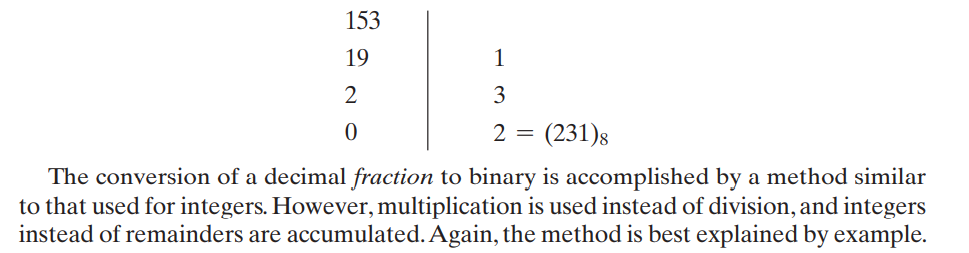 153
19 1
2 3
0 2 = (231)₈
The conversion of a decimal fraction to binary is accomplished by a method similar
to that used for integers. However, multiplication is used instead of division, and integers
instead of remainders are accumulated. Again, the method is best explained by example.